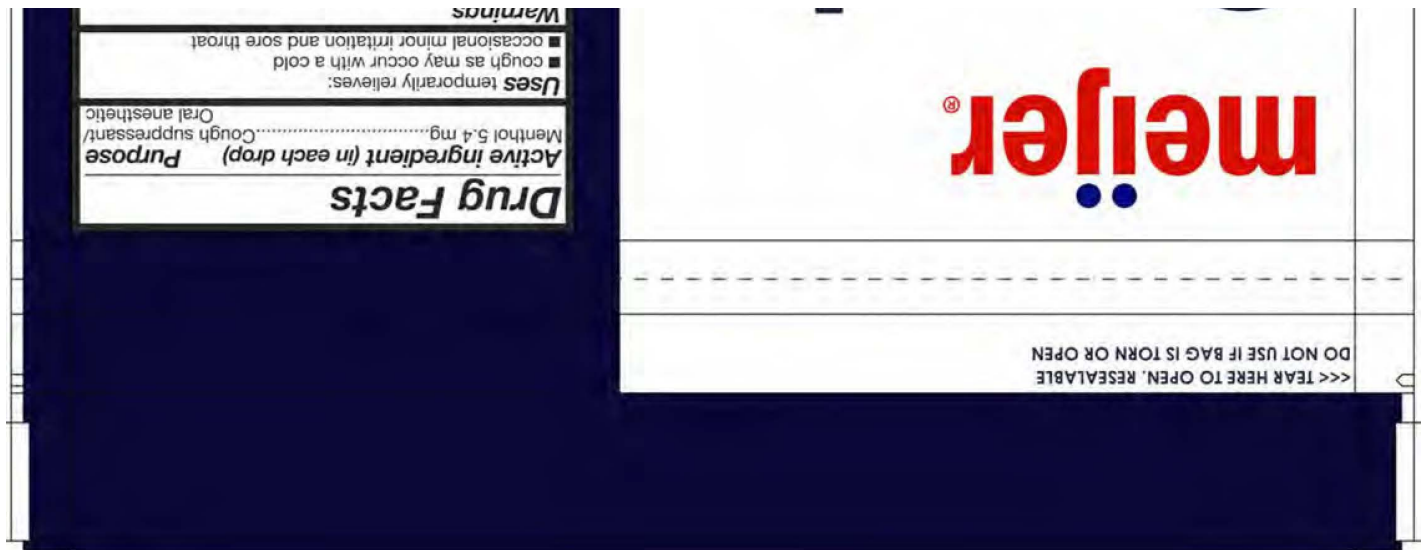 <<< TEAR HERE TO OPEN. RESEALABLE
DO NOT USE IF BAG IS TORN OR OPEN
meijer®
Drug Facts
Active ingredient (in each drop) Purpose
Menthol 5.4 mg................................Cough suppressant/
Oral anesthetic
Uses temporarily relieves:
■ cough as may occur with a cold
■ occasional minor irritation and sore throat
Warnings